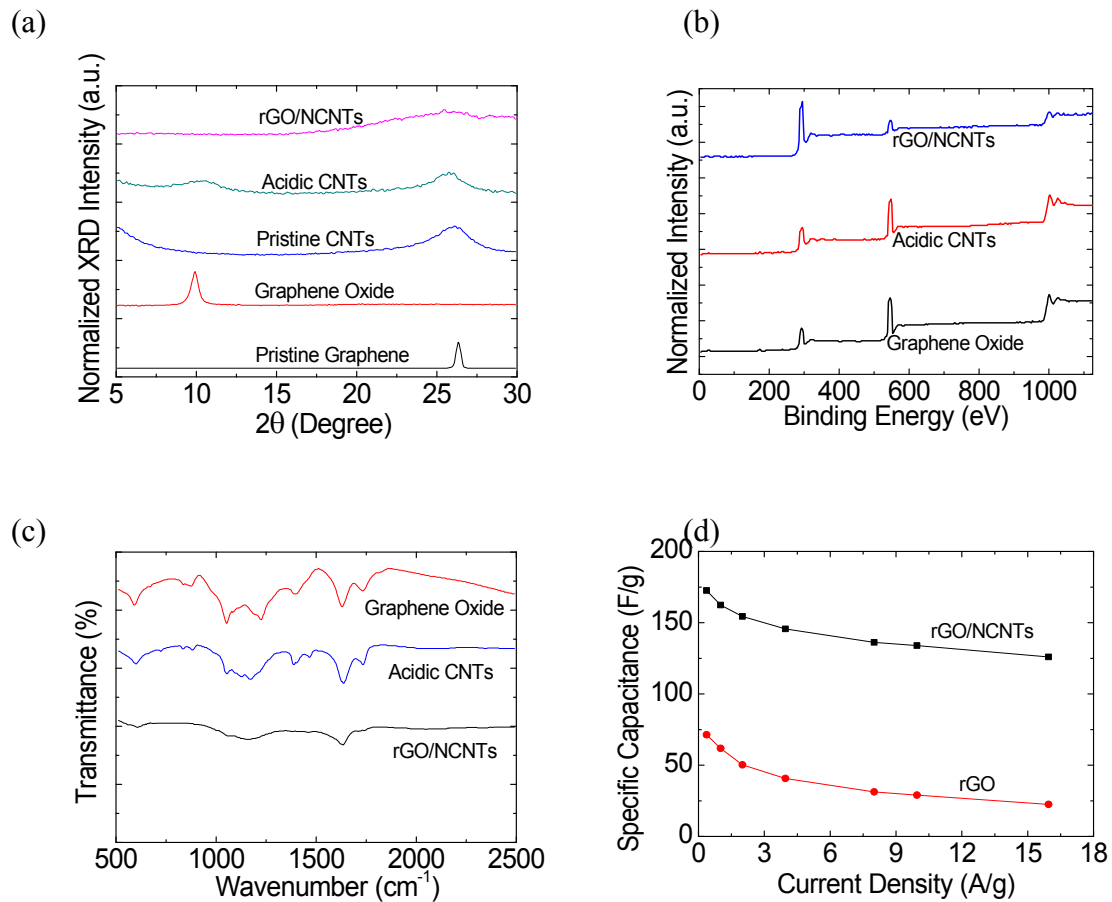 (a)
Normalized XRD Intensity (a.u.)
rGO/NCNTs
Acidic CNTs
Pristine CNTs
Graphene Oxide
Pristine Graphene
5 10 15 20 25 30
2θ (Degree)
(b)
Normalized Intensity (a.u.)
rGO/NCNTs
Acidic CNTs
Graphene Oxide
0 200 400 600 800 1000
Binding Energy (eV)
(c)
Transmittance (%)
Graphene Oxide
Acidic CNTs
rGO/NCNTs
500 1000 1500 2000 2500
Wavenumber (cm⁻¹)
(d)
Specific Capacitance (F/g)
200
150
100
50
0
rGO/NCNTs
rGO
0 3 6 9 12 15 18
Current Density (A/g)